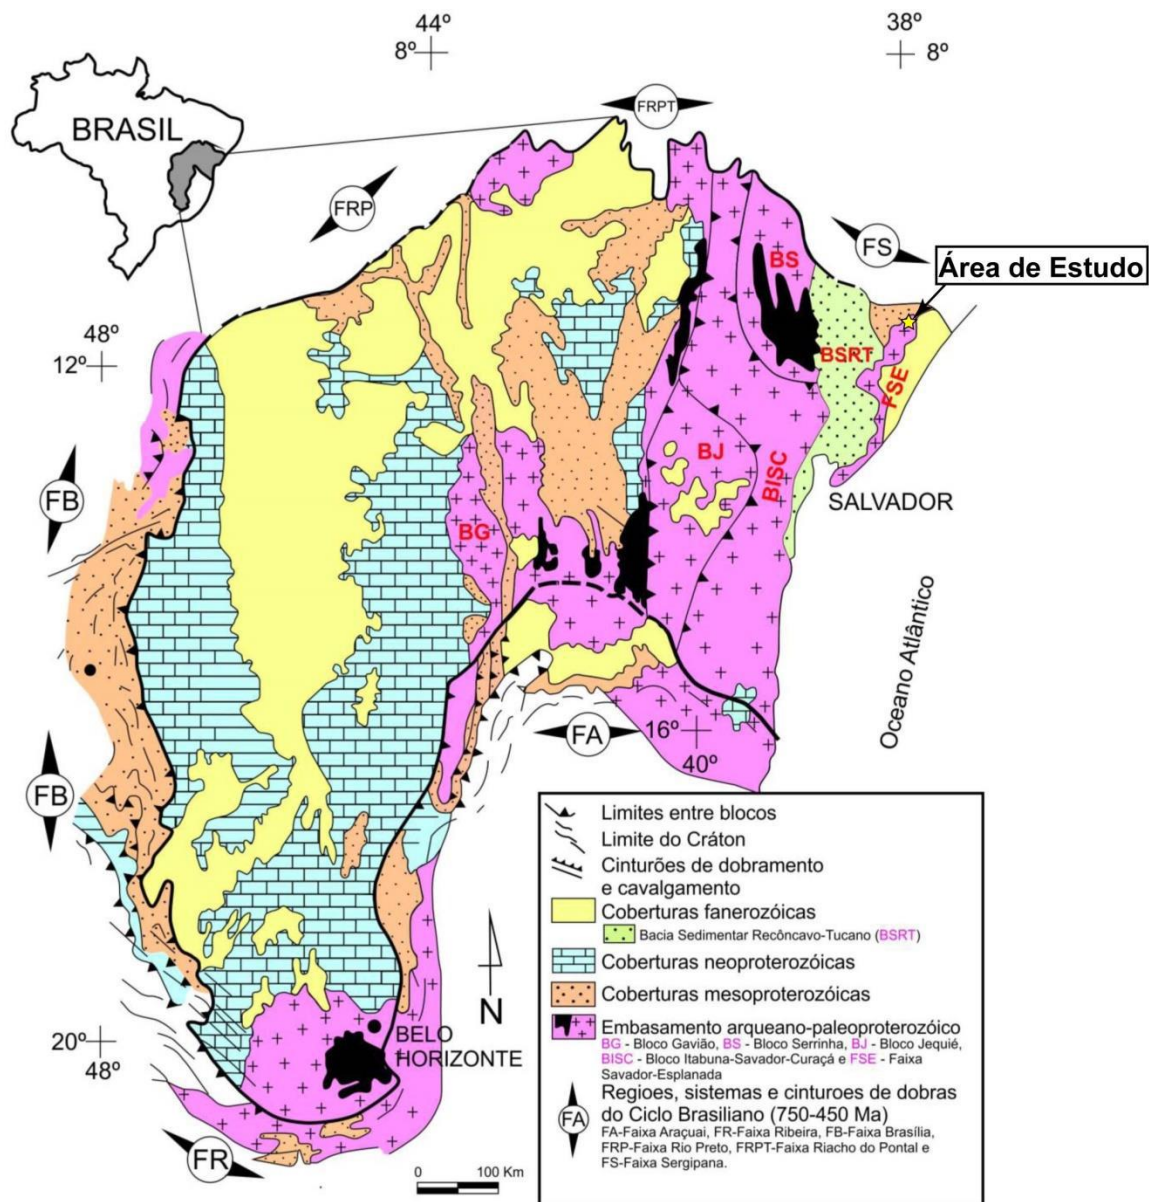 44º
8º
38º
8º
BRASIL
FRPT
FRP
FS
BS
Área de Estudo
48º
12º
BSRT
FSE
BJ
BISC
FB
BG
SALVADOR
Oceano Atlântico
FA
16º
40º
FB
N
BELO
HORIZONTE
20º
48º
FR
0 100 Km
Limites entre blocos
Limite do Cráton
Cinturões de dobramento
e cavalgamento
Coberturas fanerozóicas
Bacia Sedimentar Recôncavo-Tucano (BSRT)
Coberturas neoproterozóicas
Coberturas mesoproterozóicas
Embasamento arqueano-paleoproterozóico
BG - Bloco Gavião, BS - Bloco Serrinha, BJ - Bloco Jequié,
BISC - Bloco Itabuna-Savador-Curaçá e FSE - Faixa
Savador-Esplanada
FA
Regioes, sistemas e cinturoes de dobras
do Ciclo Brasiliano (750-450 Ma)
FA-Faixa Araçuai, FR-Faixa Ribeira, FB-Faixa Brasília,
FRP-Faixa Rio Preto, FRPT-Faixa Riacho do Pontal e
FS-Faixa Sergipana.